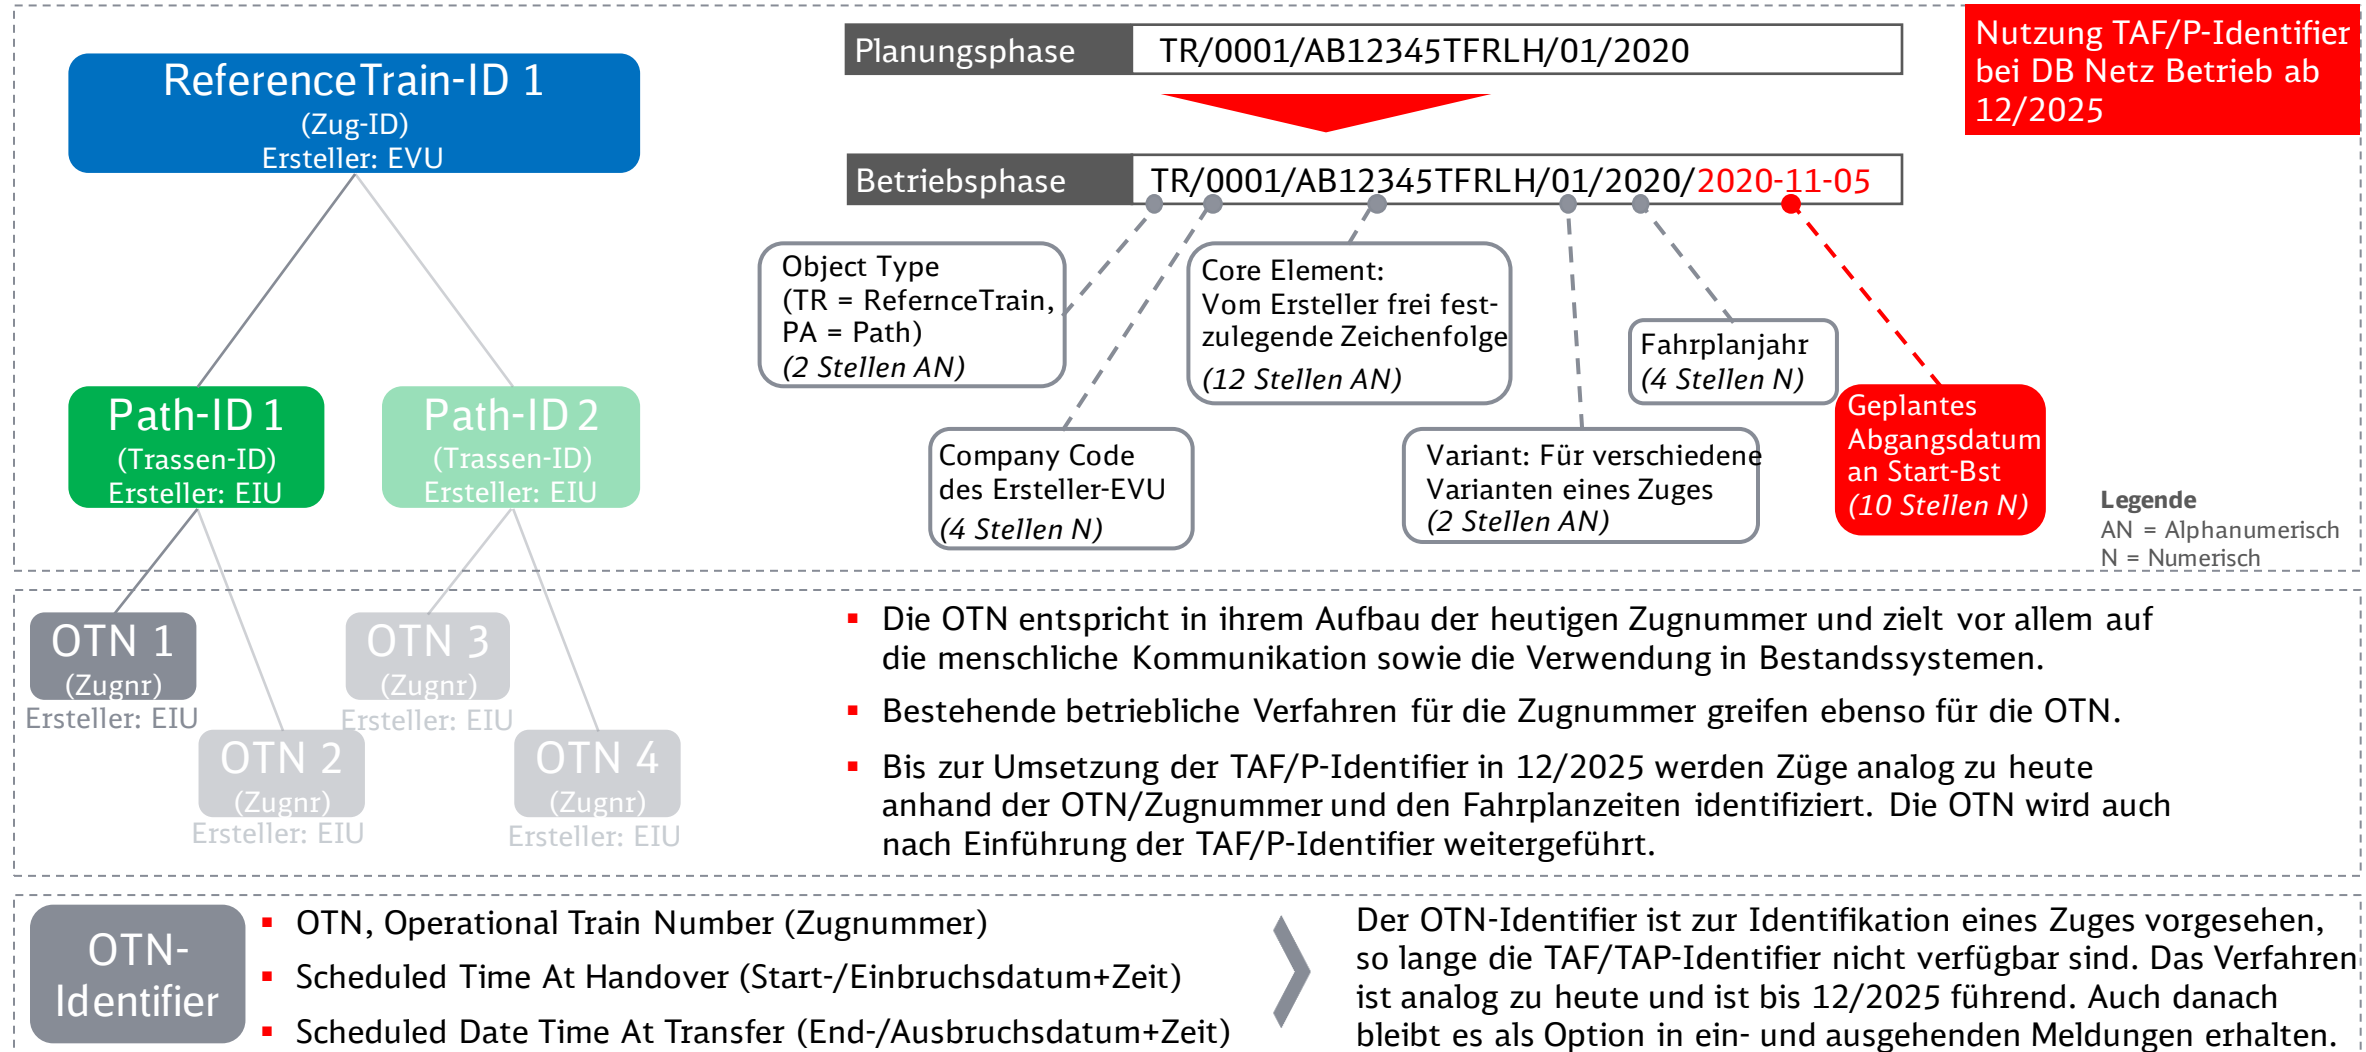 ReferenceTrain-ID 1
(Zug-ID)
Ersteller: EVU
Path-ID 1
(Trassen-ID)
Ersteller: EIU
Path-ID 2
(Trassen-ID)
Ersteller: EIU
Planungsphase
TR/0001/AB12345TFRLH/01/2020
Betriebsphase
TR/0001/AB12345TFRLH/01/2020/2020-11-05
Nutzung TAF/P-Identifier
bei DB Netz Betrieb ab
12/2025
Object Type
(TR = RefernceTrain,
PA = Path)
(2 Stellen AN)
Company Code
des Ersteller-EVU
(4 Stellen N)
Core Element:
Vom Ersteller frei fest-
zulegende Zeichenfolge
(12 Stellen AN)
Variant: Für verschiedene
Varianten eines Zuges
(2 Stellen AN)
Fahrplanjahr
(4 Stellen N)
Geplantes
Abgangsdatum
an Start-Bst
(10 Stellen N)
Legende
AN = Alphanumerisch
N = Numerisch
OTN 1
(Zugnr)
Ersteller: EIU
OTN 2
(Zugnr)
Ersteller: EIU
OTN 3
(Zugnr)
Ersteller: EIU
OTN 4
(Zugnr)
Ersteller: EIU
▪ Die OTN entspricht in ihrem Aufbau der heutigen Zugnummer und zielt vor allem auf
die menschliche Kommunikation sowie die Verwendung in Bestandssystemen.
▪ Bestehende betriebliche Verfahren für die Zugnummer greifen ebenso für die OTN.
▪ Bis zur Umsetzung der TAF/P-Identifier in 12/2025 werden Züge analog zu heute
anhand der OTN/Zugnummer und den Fahrplanzeiten identifiziert. Die OTN wird auch
nach Einführung der TAF/P-Identifier weitergeführt.
OTN-
Identifier
▪ OTN, Operational Train Number (Zugnummer)
▪ Scheduled Time At Handover (Start-/Einbruchsdatum+Zeit)
▪ Scheduled Date Time At Transfer (End-/Ausbruchsdatum+Zeit)
Der OTN-Identifier ist zur Identifikation eines Zuges vorgesehen,
so lange die TAF/TAP-Identifier nicht verfügbar sind. Das Verfahren
ist analog zu heute und ist bis 12/2025 führend. Auch danach
bleibt es als Option in ein- und ausgehenden Meldungen erhalten.